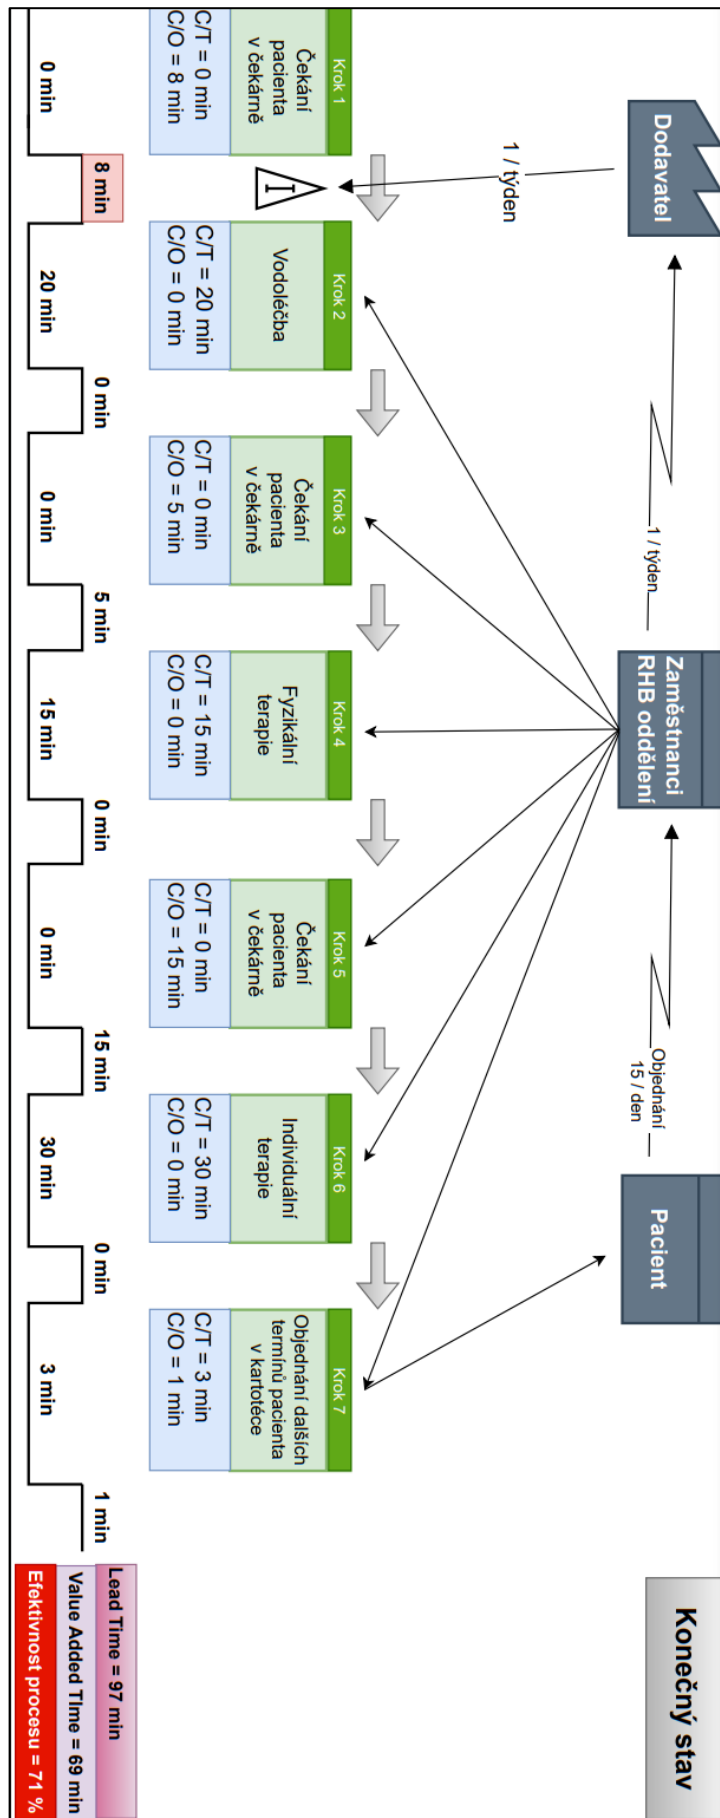 Konečný stav
Dodavatel
1 / týden
Zaměstnanci
RHB oddělení
Objednání
15 / den
Pacient
1 / týden
I
Krok 1
Čekání
pacienta
v čekárně
C/T = 0 min
C/O = 8 min
Krok 2
Vodoléčba
C/T = 20 min
C/O = 0 min
Krok 3
Čekání
pacienta
v čekárně
C/T = 0 min
C/O = 5 min
Krok 4
Fyzikální
terapie
C/T = 15 min
C/O = 0 min
Krok 5
Čekání
pacienta
v čekárně
C/T = 0 min
C/O = 15 min
Krok 6
Individuální
terapie
C/T = 30 min
C/O = 0 min
Krok 7
Objednání dalších
termínů pacienta
v kartotéce
C/T = 3 min
C/O = 1 min
0 min
8 min
20 min
0 min
0 min
5 min
15 min
0 min
0 min
15 min
30 min
0 min
3 min
1 min
Lead Time = 97 min
Value Added TIme = 69 min
Efektivnost procesu = 71 %